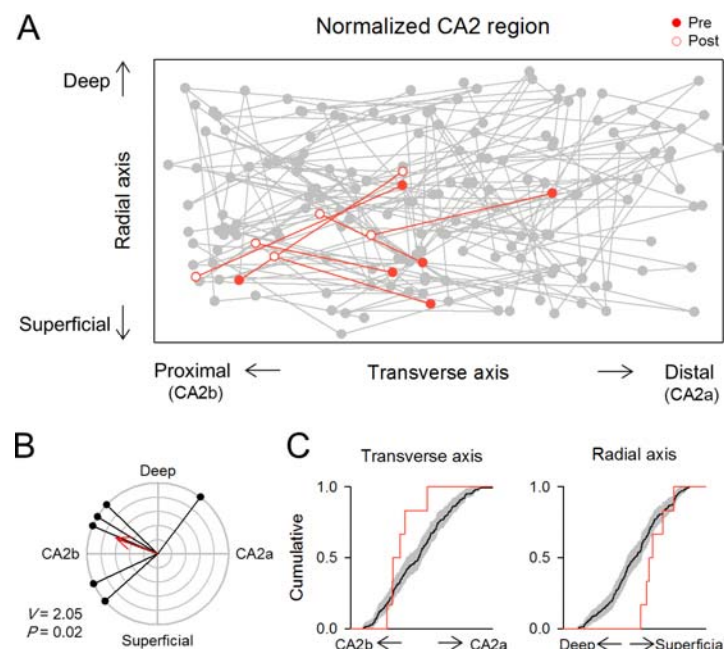 A
Normalized CA2 region
Pre
Post
Deep
Radial axis
Superficial
Proximal
(CA2b)
Transverse axis
Distal
(CA2a)
B
Deep
CA2b
CA2a
V = 2.05
P = 0.02
Superficial
C
Transverse axis
Cumulative
1.0
0.5
0.0
CA2b
CA2a
Radial axis
1.0
0.5
0.0
Deep
Superficia